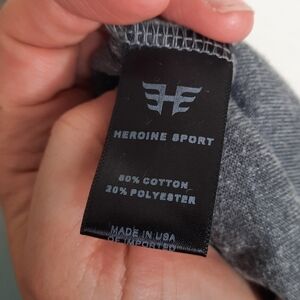 HEROINE SPORT
80% COTTON
20% POLYESTER
MADE IN USA
OF IMPORTED